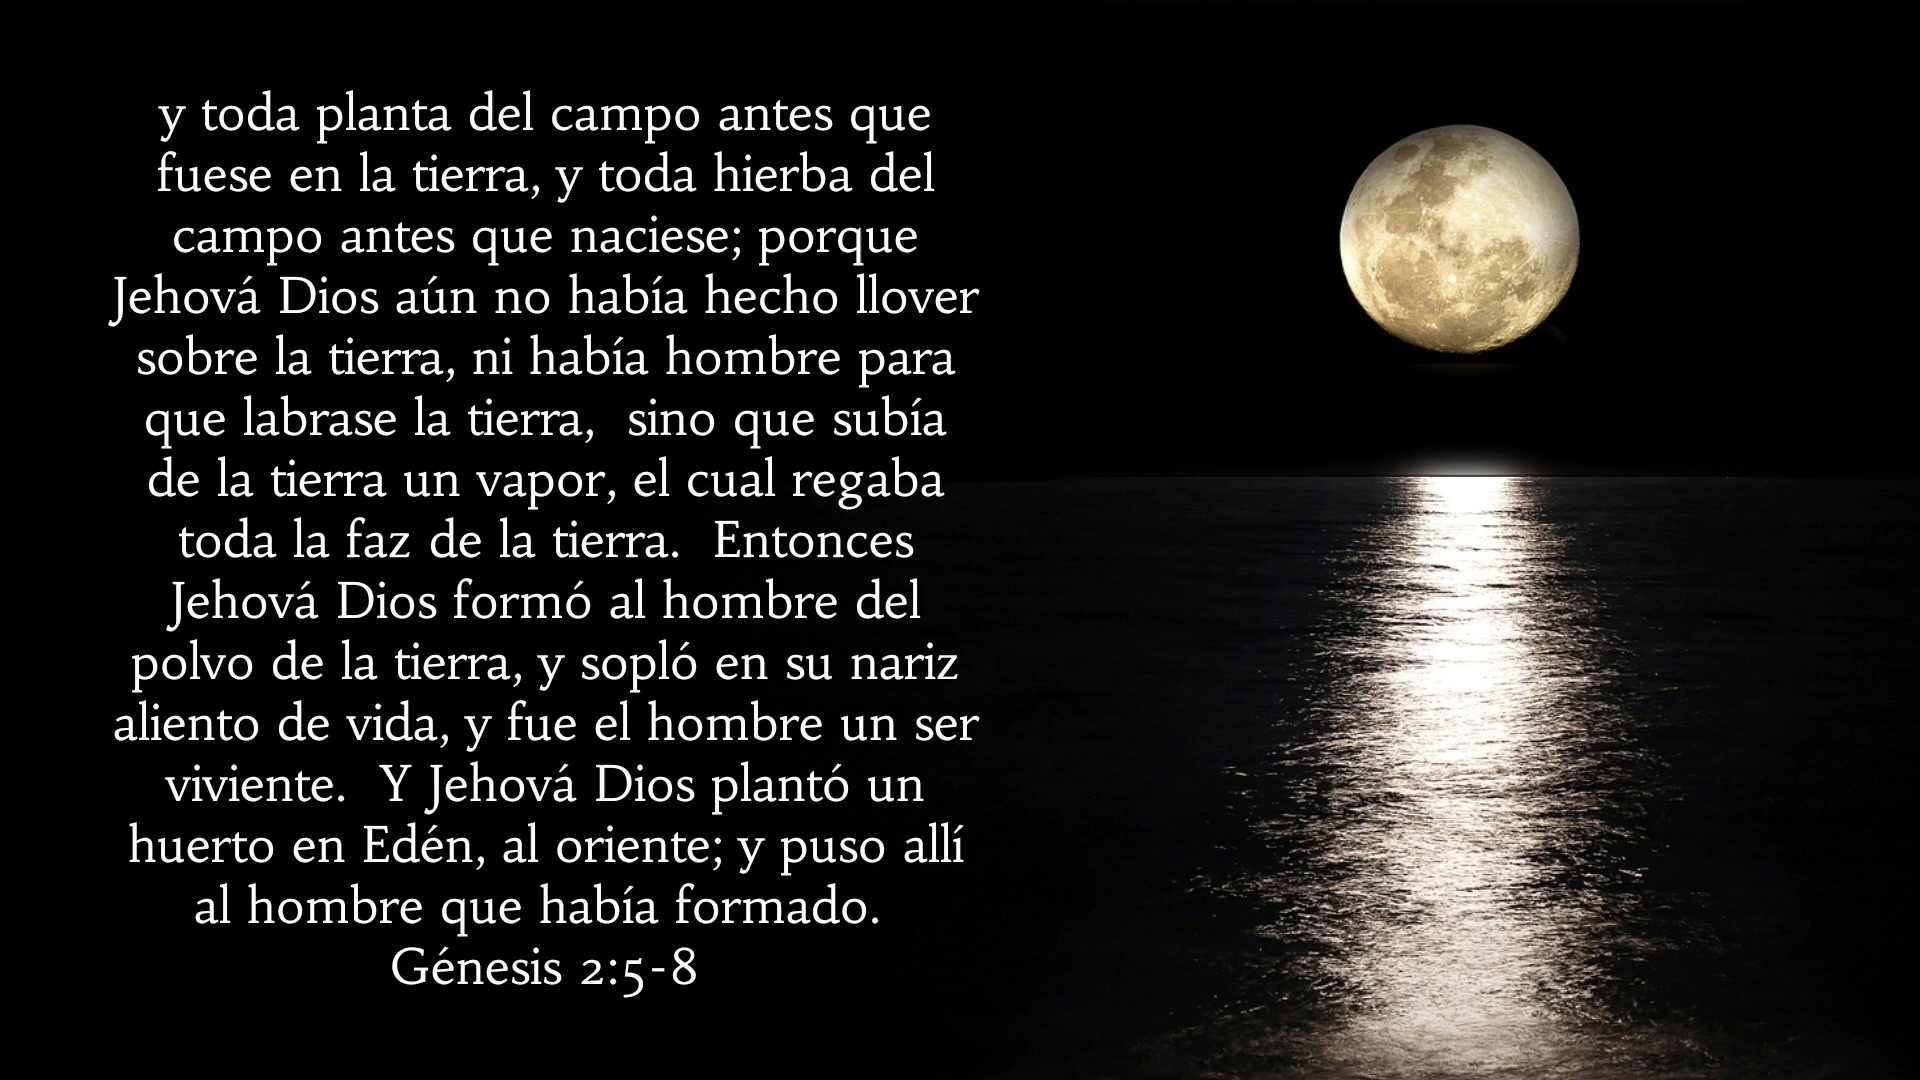 y toda planta del campo antes que
fuese en la tierra, y toda hierba del
campo antes que naciese; porque
Jehová Dios aún no había hecho llover
sobre la tierra, ni había hombre para
que labrase la tierra,  sino que subía
de la tierra un vapor, el cual regaba
toda la faz de la tierra.  Entonces
Jehová Dios formó al hombre del
polvo de la tierra, y sopló en su nariz
aliento de vida, y fue el hombre un ser
viviente.  Y Jehová Dios plantó un
huerto en Edén, al oriente; y puso allí
al hombre que había formado.
Génesis 2:5-8